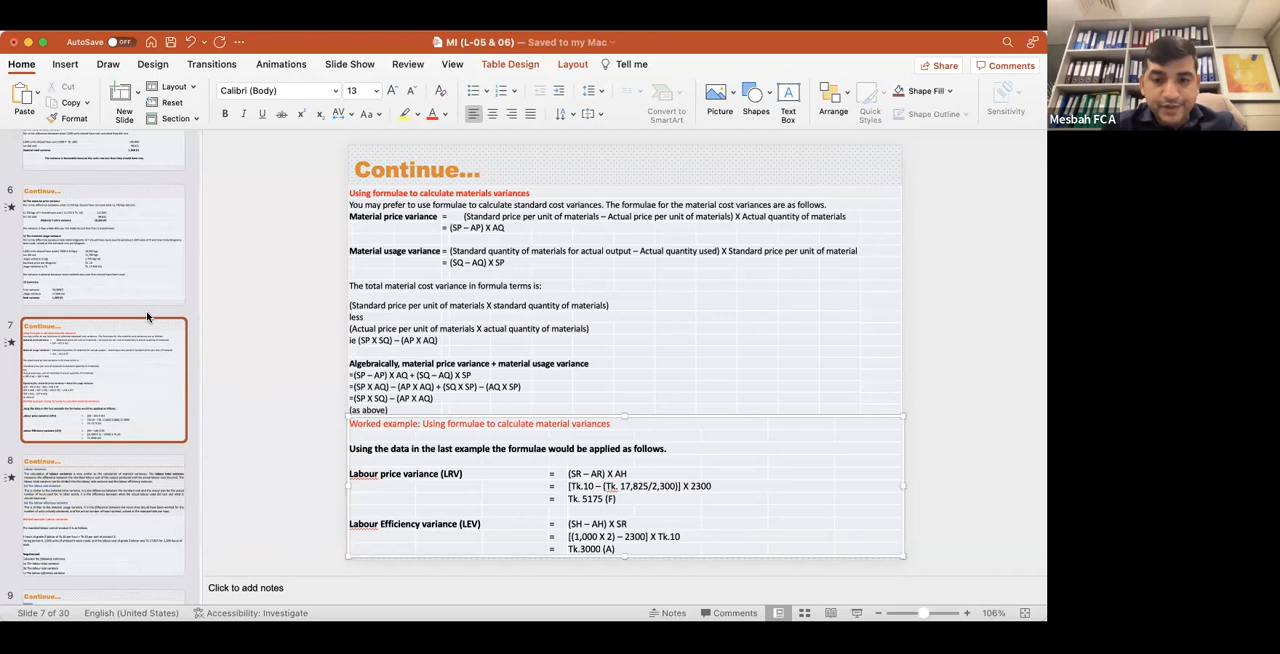 AutoSave OFF
MI (L-05 & 06) — Saved to my Mac
Home Insert Draw Design Transitions Animations Slide Show Review View Table Design Layout Tell me
Share Comments
Paste
Cut
Copy
Format
New Slide
Layout
Reset
Section
Calibri (Body) 13
Convert to SmartArt
Picture Shapes Text Box Arrange Quick Styles
Shape Fill
Shape Outline
Sensitivity
Mesbah FCA
6 Continue...
7 Continue...
8 Continue...
9 Continue...
Continue...
Using formulae to calculate materials variances
You may prefer to use formulae to calculate standard cost variances. The formulae for the material cost variances are as follows.
Material price variance = (Standard price per unit of materials – Actual price per unit of materials) X Actual quantity of materials
= (SP – AP) X AQ
Material usage variance = (Standard quantity of materials for actual output – Actual quantity used) X standard price per unit of material
= (SQ – AQ) X SP
The total material cost variance in formula terms is:
(Standard price per unit of materials X standard quantity of materials)
less
(Actual price per unit of materials X actual quantity of materials)
ie (SP X SQ) – (AP X AQ)
Algebraically, material price variance + material usage variance
=(SP – AP) X AQ + (SQ – AQ) X SP
=(SP X AQ) – (AP X AQ) + (SQ X SP) – (AQ X SP)
=(SP X SQ) – (AP X AQ)
(as above)
Worked example: Using formulae to calculate material variances
Using the data in the last example the formulae would be applied as follows.
Labour price variance (LRV) = (SR – AR) X AH
= [Tk.10 – (Tk. 17,825/2,300)] X 2300
= Tk. 5175 (F)
Labour Efficiency variance (LEV) = (SH – AH) X SR
= [(1,000 X 2) – 2300] X Tk.10
= Tk.3000 (A)
Click to add notes
Slide 7 of 30 English (United States) Accessibility: Investigate Notes Comments 106%